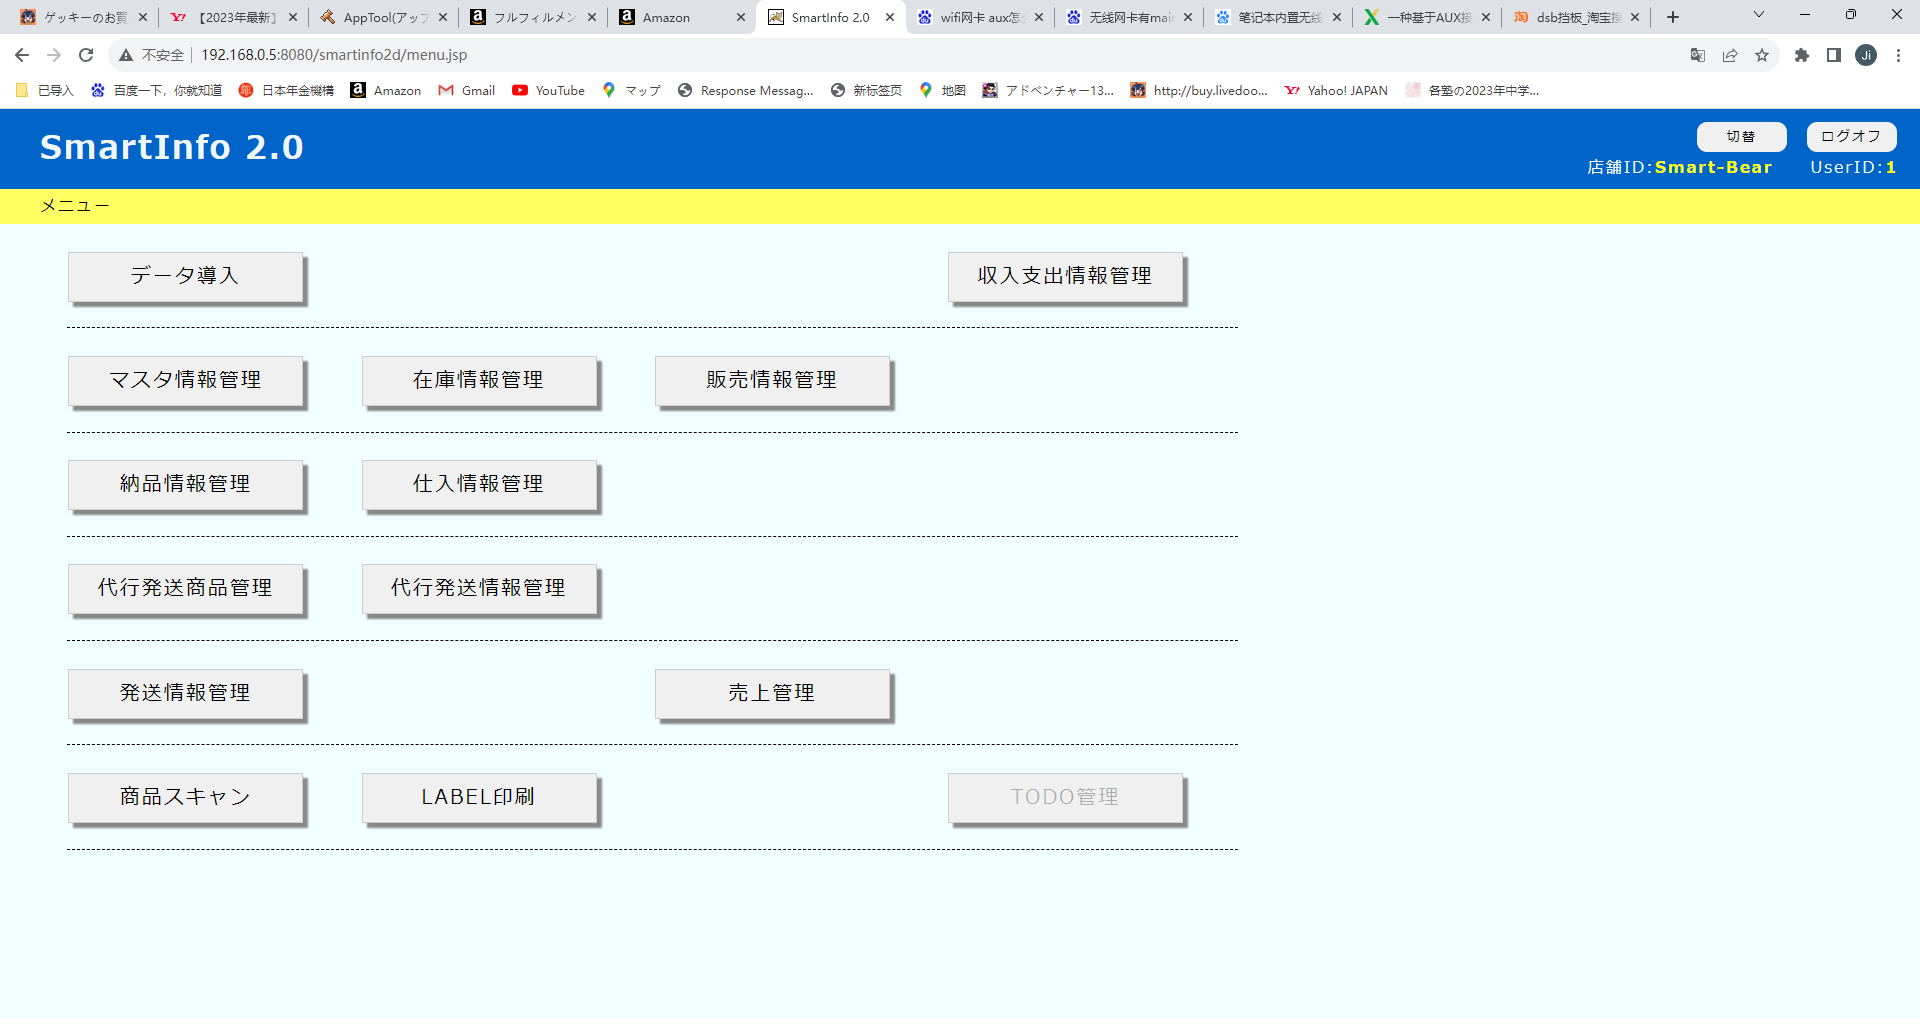 ゲッキーのお買
【2023年最新】
AppTool(アップ
フルフィルメン
Amazon
SmartInfo 2.0
wifi网卡 aux怎么
无线网卡有mai
笔记本内置无线
一种基于AUX接
dsb挡板_淘宝搜
不安全
192.168.0.5:8080/smartinfo2d/menu.jsp
Ji
已导入
百度一下，你就知道
日本年金機構
Amazon
Gmail
YouTube
マップ
Response Messag...
新标签页
地图
アドベンチャー13...
http://buy.livedoo...
Yahoo! JAPAN
各塾の2023年中学...
SmartInfo 2.0
切替
ログオフ
店舗ID:Smart-Bear
UserID:1
メニュー
データ導入
収入支出情報管理
マスタ情報管理
在庫情報管理
販売情報管理
納品情報管理
仕入情報管理
代行発送商品管理
代行発送情報管理
発送情報管理
売上管理
商品スキャン
LABEL印刷
TODO管理